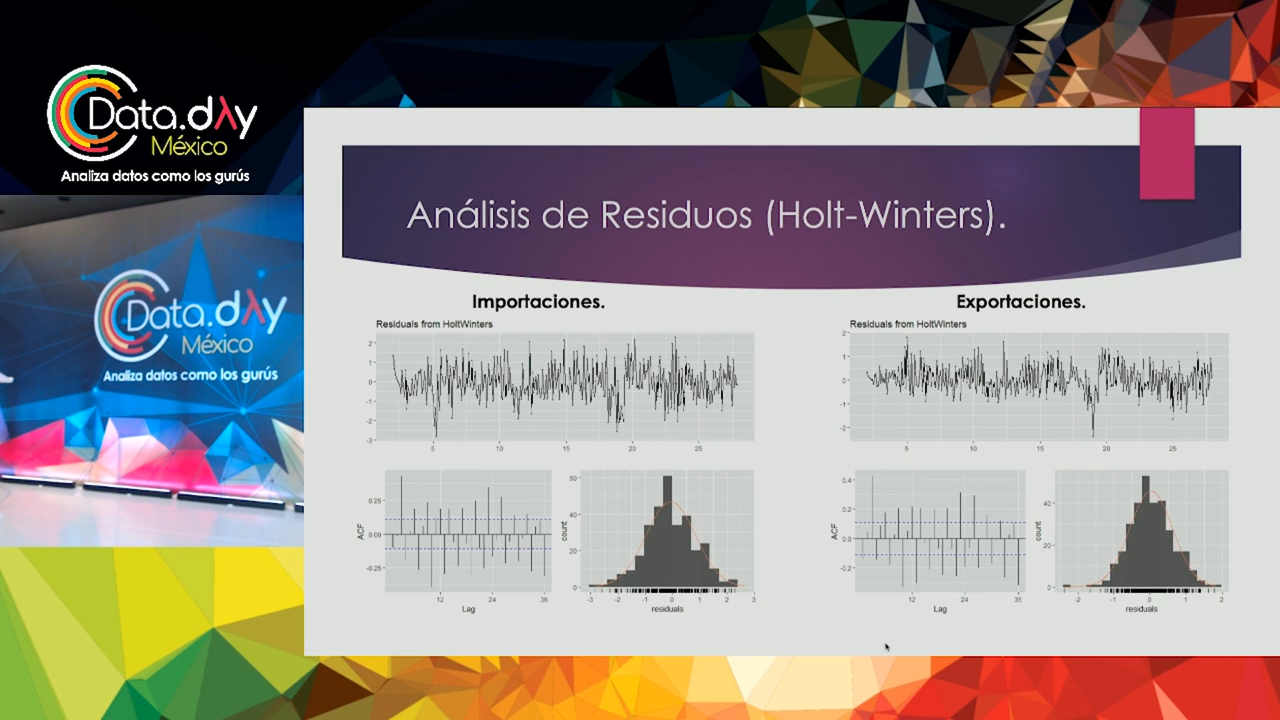 Data.dλy
México
Analiza datos como los gurús
Data.dλy
México
Analiza datos como los gurús
Análisis de Residuos (Holt-Winters).
Importaciones.
Residuals from HoltWinters
2
1
0
-1
-2
-3
5
10
15
20
25
0.25
0.00
-0.25
ACF
12
24
36
Lag
60
40
20
0
count
-3
-2
-1
0
1
2
3
residuals
Exportaciones.
Residuals from HoltWinters
2
1
0
-1
-2
5
10
15
20
25
0.4
0.2
0.0
-0.2
ACF
12
24
36
Lag
40
20
0
count
-2
-1
0
1
2
residuals